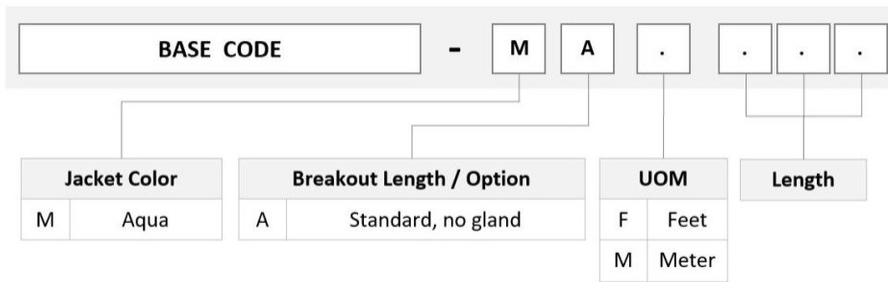 BASE CODE - M A . . . .
Jacket Color Breakout Length / Option UOM Length
M Aqua A Standard, no gland F Feet
M Meter